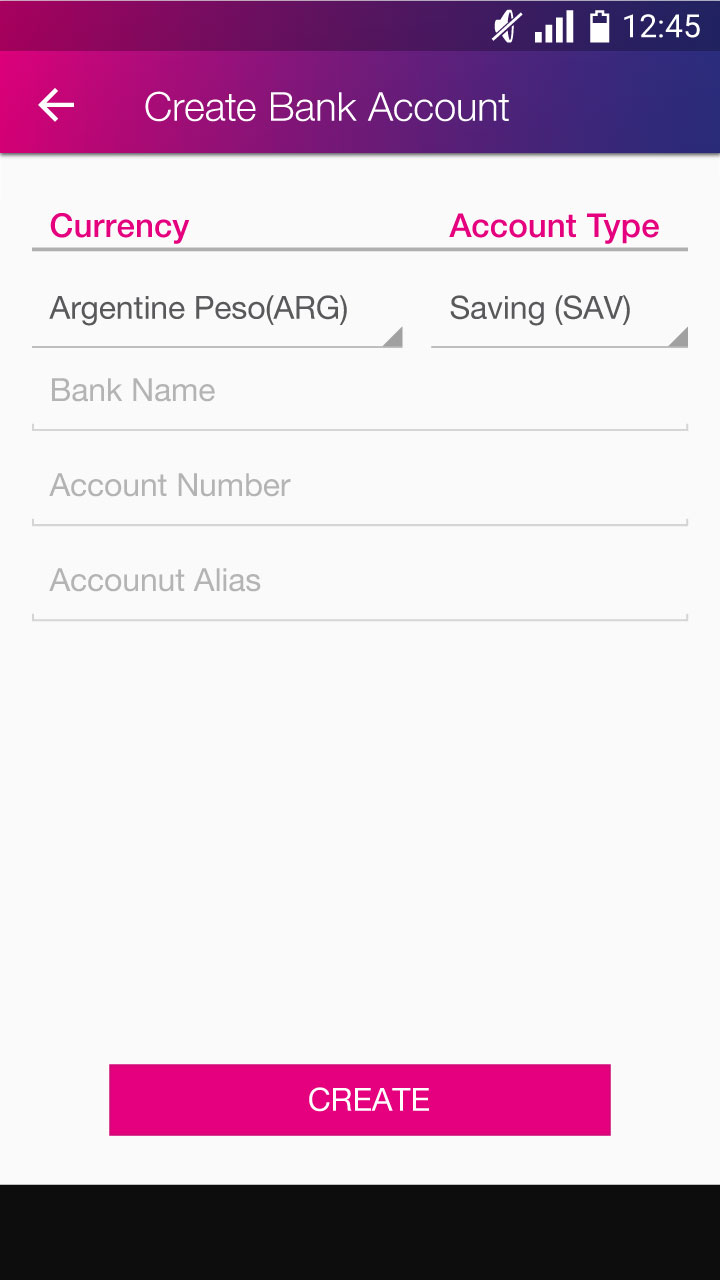 12:45
Create Bank Account
Currency Account Type
Argentine Peso(ARG) Saving (SAV)
Bank Name
Account Number
Accounut Alias
CREATE